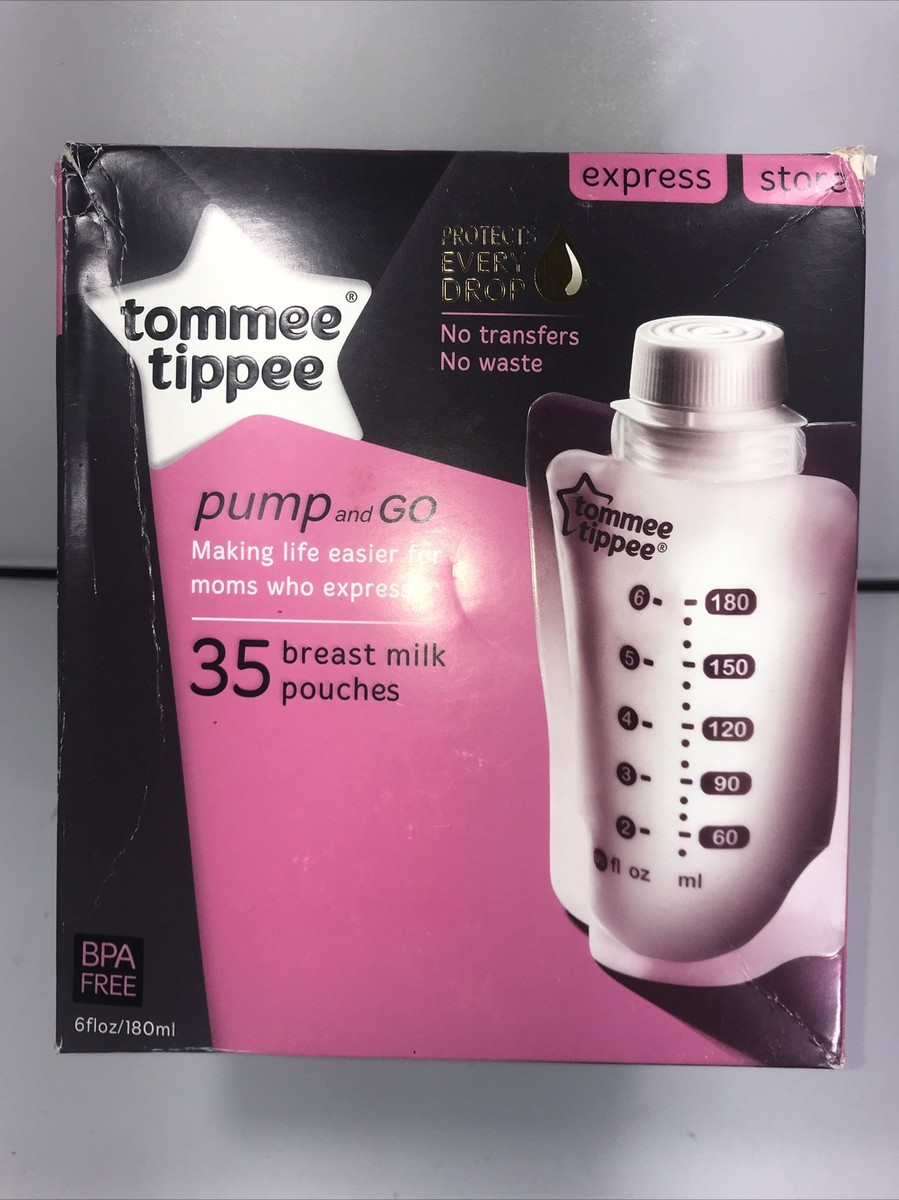 express
store
tommee®
tippee
PROTECTS
EVERY
DROP
No transfers
No waste
pump and GO
Making life easier for
moms who express
35 breast milk
pouches
tommee
tippee®
6 180
5 150
4 120
3 90
2 60
fl oz ml
BPA
FREE
6floz/180ml